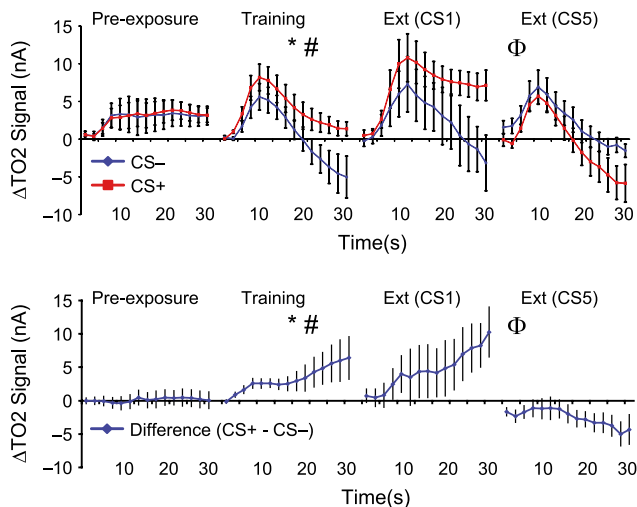 Pre-exposure Training Ext (CS1) Ext (CS5)
* # Φ
ΔTO2 Signal (nA)
15
10
5
0
−5
−10
CS−
CS+
10 20 30 10 20 30 10 20 30 10 20 30
Time(s)
Pre-exposure Training Ext (CS1) Ext (CS5)
* # Φ
ΔTO2 Signal (nA)
15
10
5
0
−5
−10
Difference (CS+ - CS−)
10 20 30 10 20 30 10 20 30 10 20 30
Time(s)